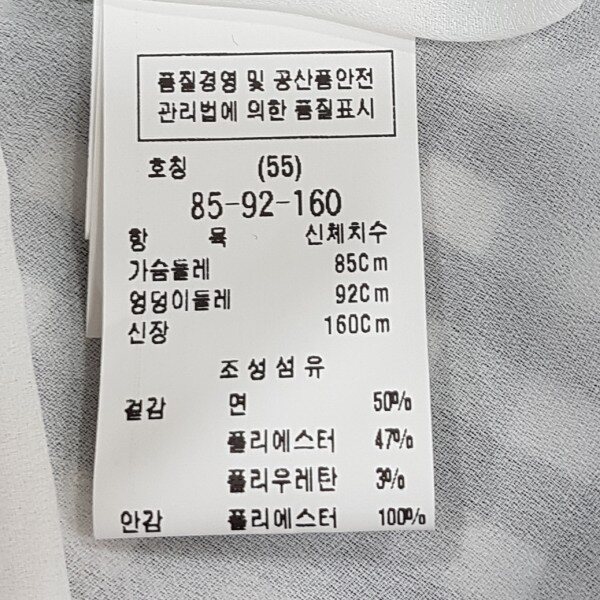 품질경영 및 공산품안전
관리법에 의한 품질표시
호칭 (55)
85-92-160
항 목 신체치수
가슴둘레 85Cm
엉덩이둘레 92Cm
신장 160Cm
조성섬유
겉감 면 50%
폴리에스터 47%
폴리우레탄 3%
안감 폴리에스터 100%